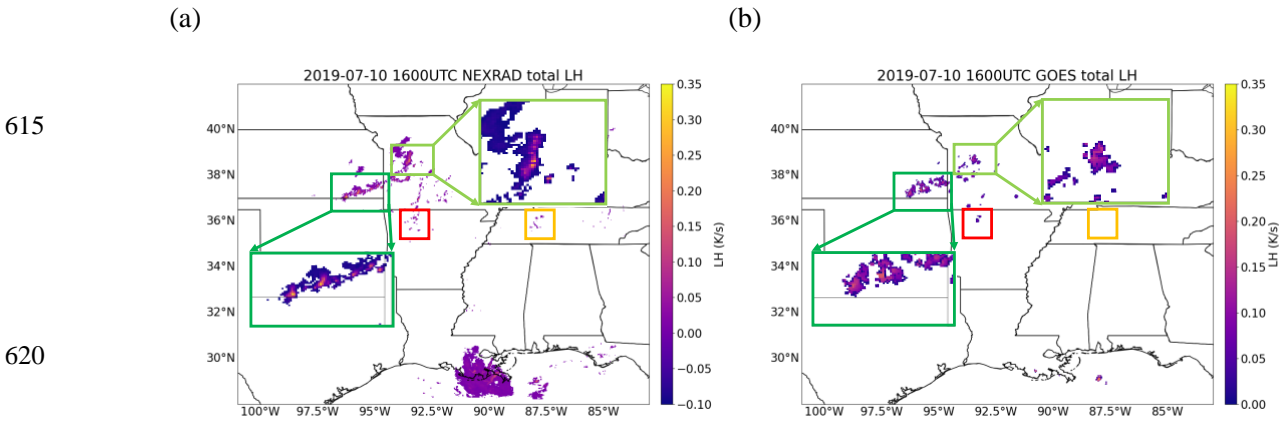 (a)
(b)
2019-07-10 1600UTC NEXRAD total LH
2019-07-10 1600UTC GOES total LH
615
620
40°N
38°N
36°N
34°N
32°N
30°N
100°W
97.5°W
95°W
92.5°W
90°W
87.5°W
85°W
0.35
0.30
0.25
0.20
0.15
0.10
0.05
0.00
−0.05
−0.10
LH (K/s)
40°N
38°N
36°N
34°N
32°N
30°N
100°W
97.5°W
95°W
92.5°W
90°W
87.5°W
85°W
0.35
0.30
0.25
0.20
0.15
0.10
0.05
0.00
LH (K/s)